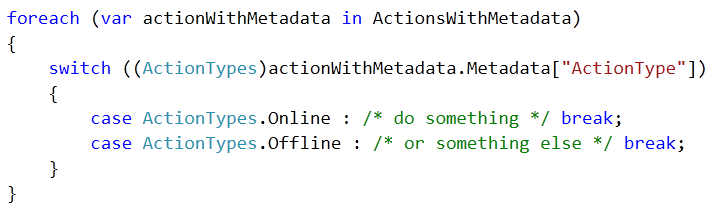 foreach (var actionWithMetadata in ActionsWithMetadata)
{
    switch ((ActionTypes)actionWithMetadata.Metadata["ActionType"])
    {
        case ActionTypes.Online : /* do something */ break;
        case ActionTypes.Offline : /* or something else */ break;
    }
}